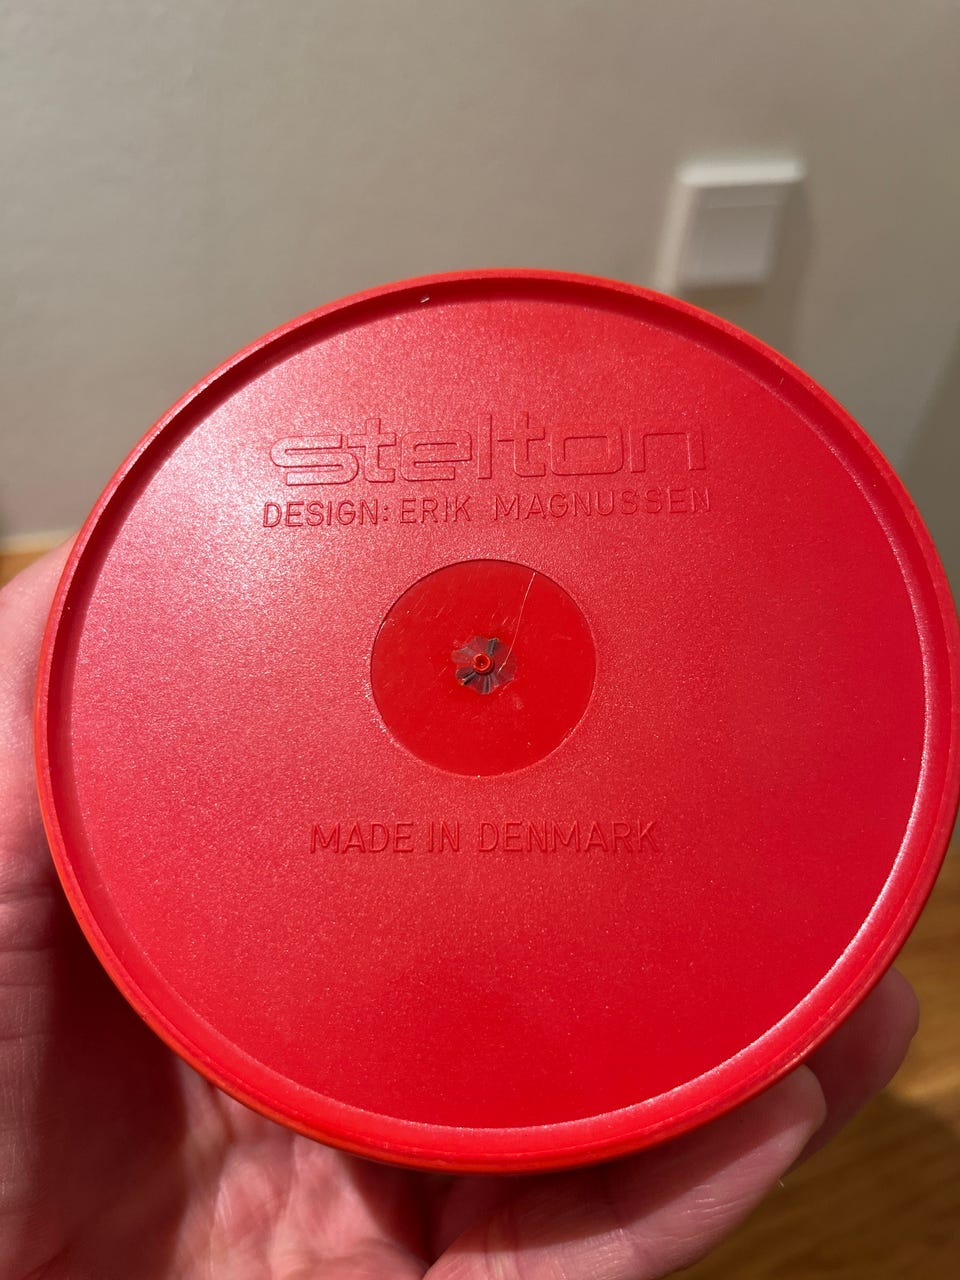 stelton
DESIGN: ERIK MAGNUSSEN
MADE IN DENMARK